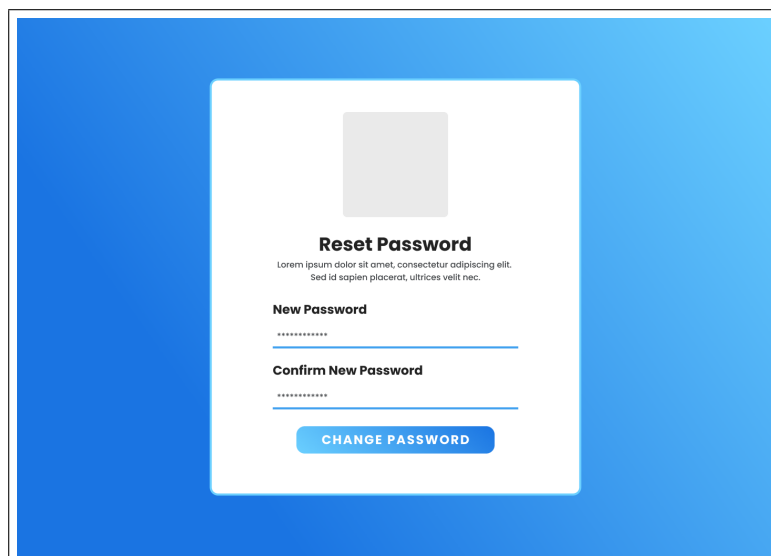 Reset Password
Lorem ipsum dolor sit amet, consectetur adipiscing elit.
Sed id sapien placerat, ultrices velit nec.
New Password
************
Confirm New Password
************
CHANGE PASSWORD